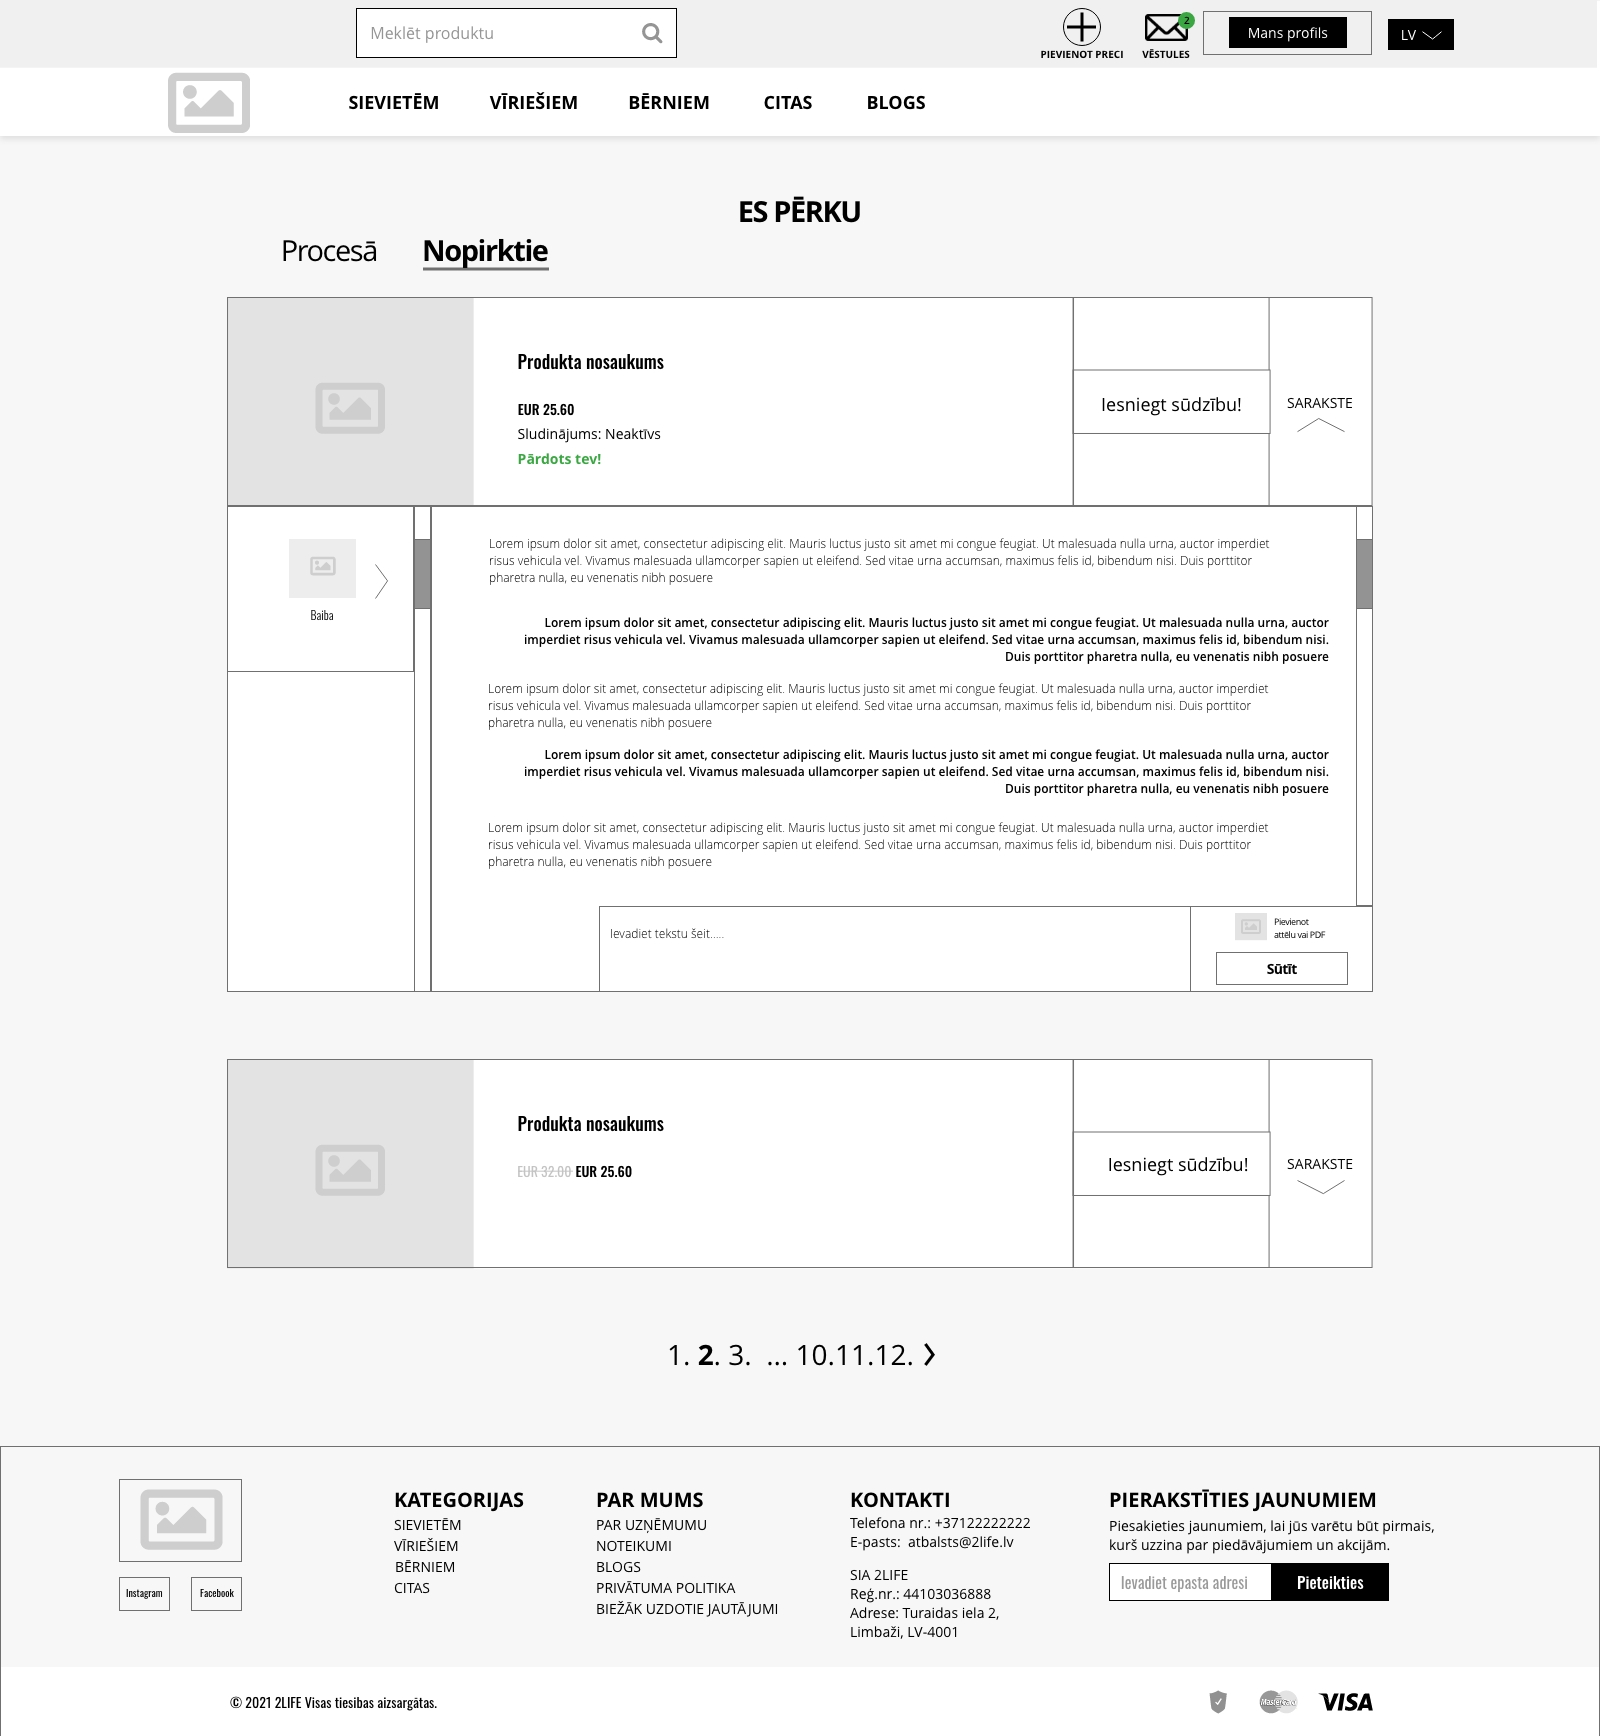 Meklēt produktu
PIEVIENOT PRECI
2
VĒSTULES
Mans profils
LV
SIEVIETĒM
VĪRIEŠIEM
BĒRNIEM
CITAS
BLOGS
ES PĒRKU
Procesā
Nopirktie
Produkta nosaukums
EUR 25.60
Sludinājums: Neaktīvs
Pārdots tev!
Iesniegt sūdzību!
SARAKSTE
Baiba
Lorem ipsum dolor sit amet, consectetur adipiscing elit. Mauris luctus justo sit amet mi congue feugiat. Ut malesuada nulla urna, auctor imperdiet
risus vehicula vel. Vivamus malesuada ullamcorper sapien ut eleifend. Sed vitae urna accumsan, maximus felis id, bibendum nisi. Duis porttitor
pharetra nulla, eu venenatis nibh posuere
Lorem ipsum dolor sit amet, consectetur adipiscing elit. Mauris luctus justo sit amet mi congue feugiat. Ut malesuada nulla urna, auctor
imperdiet risus vehicula vel. Vivamus malesuada ullamcorper sapien ut eleifend. Sed vitae urna accumsan, maximus felis id, bibendum nisi.
Duis porttitor pharetra nulla, eu venenatis nibh posuere
Lorem ipsum dolor sit amet, consectetur adipiscing elit. Mauris luctus justo sit amet mi congue feugiat. Ut malesuada nulla urna, auctor imperdiet
risus vehicula vel. Vivamus malesuada ullamcorper sapien ut eleifend. Sed vitae urna accumsan, maximus felis id, bibendum nisi. Duis porttitor
pharetra nulla, eu venenatis nibh posuere
Lorem ipsum dolor sit amet, consectetur adipiscing elit. Mauris luctus justo sit amet mi congue feugiat. Ut malesuada nulla urna, auctor
imperdiet risus vehicula vel. Vivamus malesuada ullamcorper sapien ut eleifend. Sed vitae urna accumsan, maximus felis id, bibendum nisi.
Duis porttitor pharetra nulla, eu venenatis nibh posuere
Lorem ipsum dolor sit amet, consectetur adipiscing elit. Mauris luctus justo sit amet mi congue feugiat. Ut malesuada nulla urna, auctor imperdiet
risus vehicula vel. Vivamus malesuada ullamcorper sapien ut eleifend. Sed vitae urna accumsan, maximus felis id, bibendum nisi. Duis porttitor
pharetra nulla, eu venenatis nibh posuere
Ievadiet tekstu šeit.....
Pievienot
attēlu vai PDF
Sūtīt
Produkta nosaukums
EUR 32.00 EUR 25.60
Iesniegt sūdzību!
SARAKSTE
1. 2. 3. ... 10.11.12.
Instagram
Facebook
KATEGORIJAS
SIEVIETĒM
VĪRIEŠIEM
BĒRNIEM
CITAS
PAR MUMS
PAR UZŅĒMUMU
NOTEIKUMI
BLOGS
PRIVĀTUMA POLITIKA
BIEŽĀK UZDOTIE JAUTĀJUMI
KONTAKTI
Telefona nr.: +37122222222
E-pasts: atbalsts@2life.lv
SIA 2LIFE
Reģ.nr.: 44103036888
Adrese: Turaidas iela 2,
Limbaži, LV-4001
PIERAKSTĪTIES JAUNUMIEM
Piesakieties jaunumiem, lai jūs varētu būt pirmais,
kurš uzzina par piedāvājumiem un akcijām.
Ievadiet epasta adresi
Pieteikties
© 2021 2LIFE Visas tiesības aizsargātas.
MasterCard
VISA